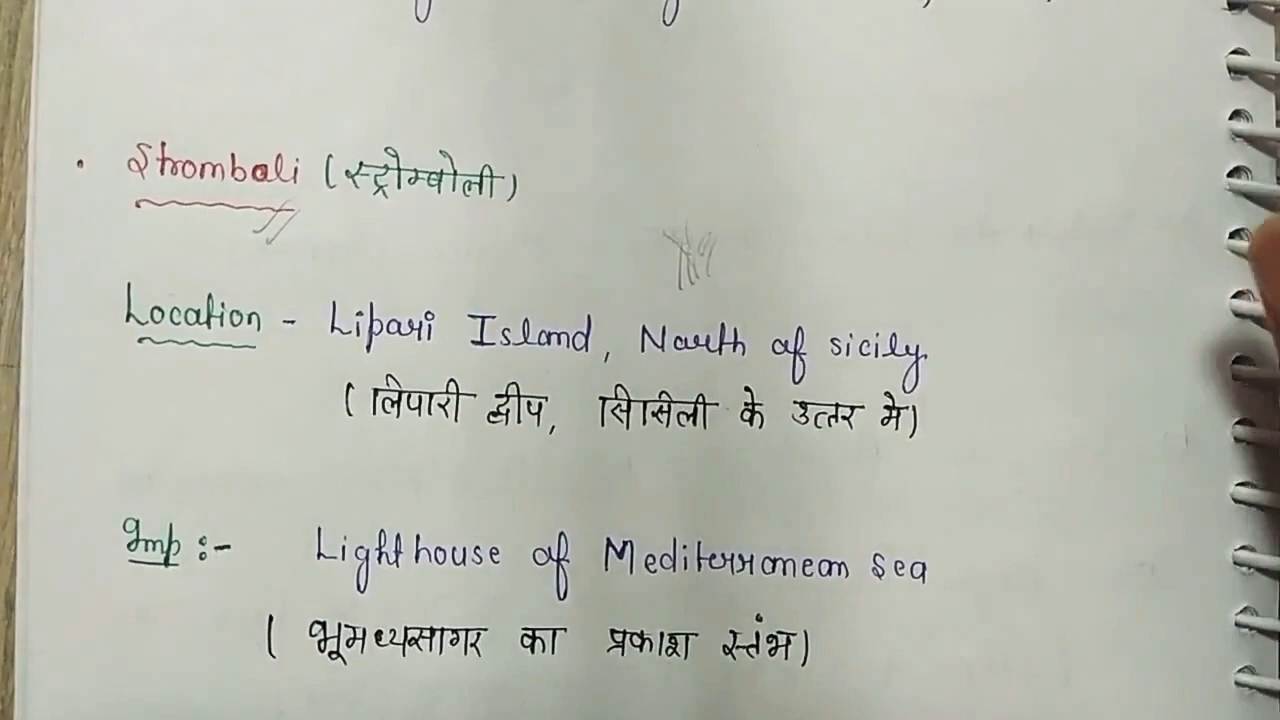 • Strombali (स्ट्रोम्बोली)
Location - Lipari Island, North of sicily
(लिपारी द्वीप, सिसिली के उत्तर मे)
Imp :- Lighthouse of Mediterranean Sea
( भूमध्यसागर का प्रकाश स्तंभ)